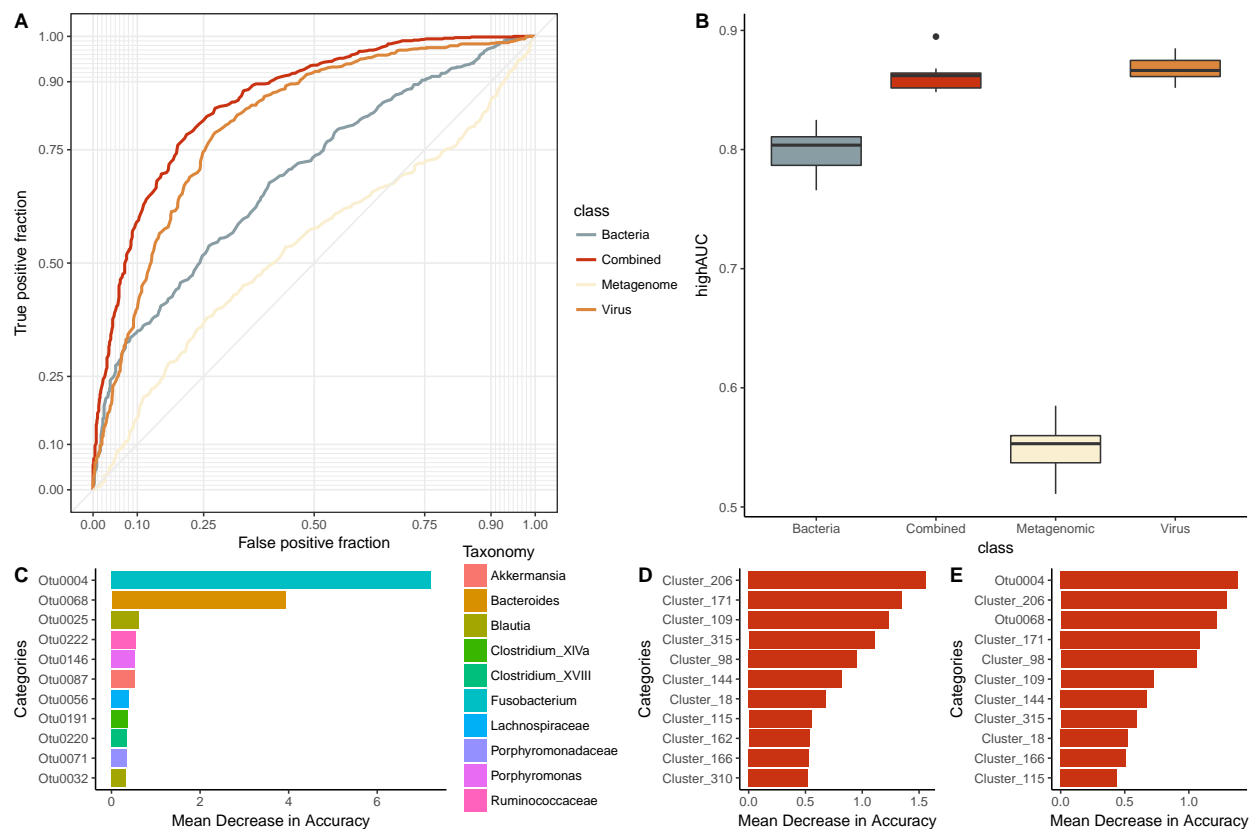 A
1.00
0.90
0.75
0.50
0.25
0.10
0.00
True positive fraction
0.00 0.10 0.25 0.50 0.75 0.90 1.00
False positive fraction
class
Bacteria
Combined
Metagenome
Virus
B
0.9
0.8
0.7
0.6
0.5
highAUC
Bacteria Combined Metagenomic Virus
class
C
Otu0004
Otu0068
Otu0025
Otu0222
Otu0146
Otu0087
Otu0056
Otu0191
Otu0220
Otu0071
Otu0032
Categories
0 2 4 6
Mean Decrease in Accuracy
Taxonomy
Akkermansia
Bacteroides
Blautia
Clostridium_XIVa
Clostridium_XVIII
Fusobacterium
Lachnospiraceae
Porphyromonadaceae
Porphyromonas
Ruminococcaceae
D
Cluster_206
Cluster_171
Cluster_109
Cluster_315
Cluster_98
Cluster_144
Cluster_18
Cluster_115
Cluster_162
Cluster_166
Cluster_310
Categories
0.0 0.5 1.0 1.5
Mean Decrease in Accuracy
E
Otu0004
Cluster_206
Otu0068
Cluster_171
Cluster_98
Cluster_109
Cluster_144
Cluster_315
Cluster_18
Cluster_166
Cluster_115
Categories
0.0 0.5 1.0
Mean Decrease in Accuracy